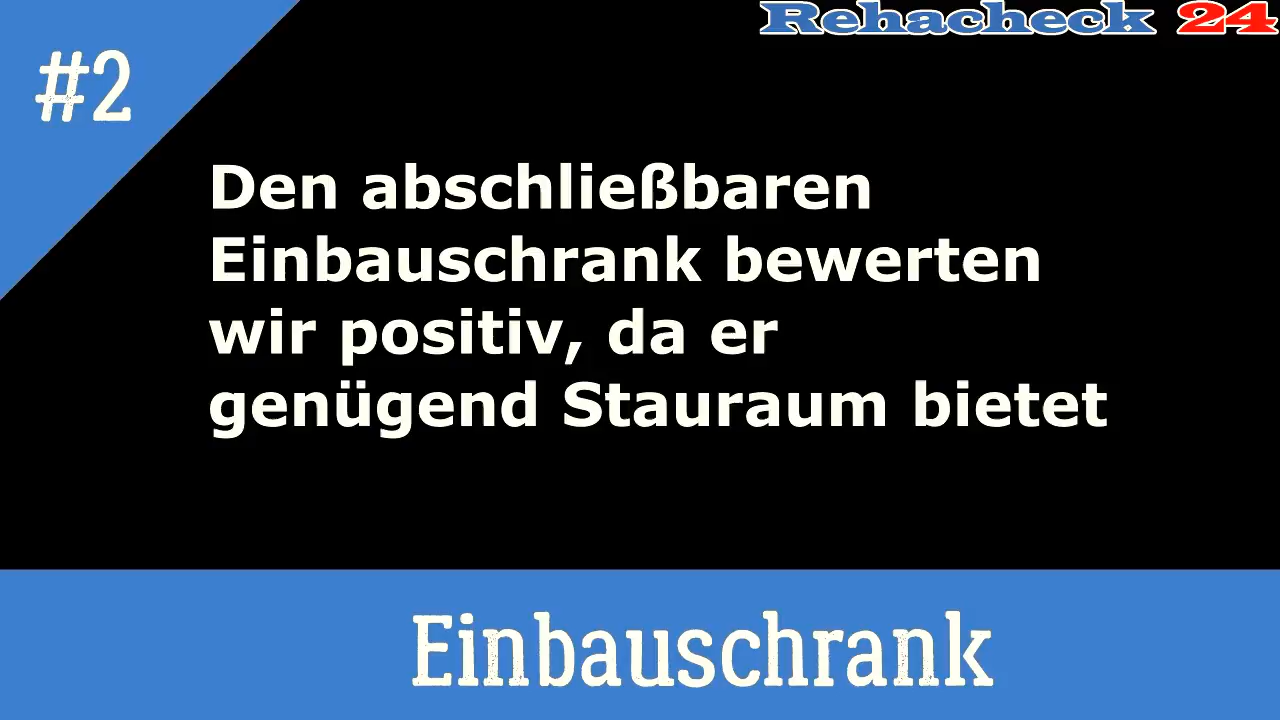 Rehacheck 24
#2
Den abschließbaren
Einbauschrank bewerten
wir positiv, da er
genügend Stauraum bietet
Einbauschrank